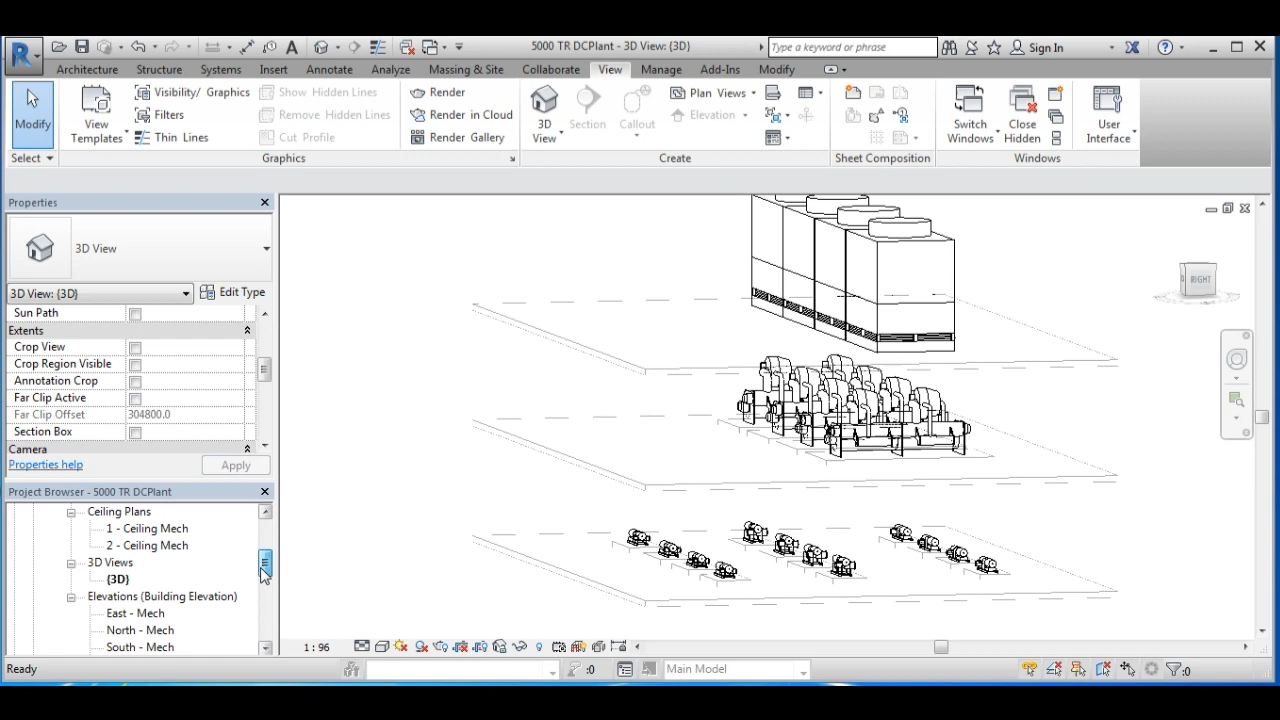 5000 TR DCPlant - 3D View: {3D}
Type a keyword or phrase
Sign In
Architecture Structure Systems Insert Annotate Analyze Massing & Site Collaborate View Manage Add-Ins Modify
Modify
Select
View Templates
Visibility/ Graphics
Filters
Thin Lines
Show Hidden Lines
Remove Hidden Lines
Cut Profile
Render
Render in Cloud
Render Gallery
Graphics
3D View
Section
Callout
Plan Views
Elevation
Create
Sheet Composition
Switch Windows
Close Hidden
User Interface
Windows
Properties
3D View
3D View: {3D}
Edit Type
Sun Path
Extents
Crop View
Crop Region Visible
Annotation Crop
Far Clip Active
Far Clip Offset 304800.0
Section Box
Camera
Properties help
Apply
Project Browser - 5000 TR DCPlant
Ceiling Plans
1 - Ceiling Mech
2 - Ceiling Mech
3D Views
{3D}
Elevations (Building Elevation)
East - Mech
North - Mech
South - Mech
RIGHT
1 : 96
Ready
:0
Main Model
:0